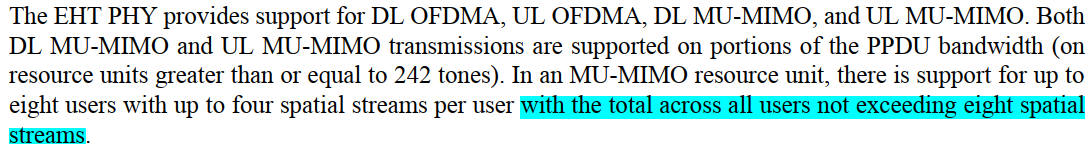 The EHT PHY provides support for DL OFDMA, UL OFDMA, DL MU-MIMO, and UL MU-MIMO. Both
DL MU-MIMO and UL MU-MIMO transmissions are supported on portions of the PPDU bandwidth (on
resource units greater than or equal to 242 tones). In an MU-MIMO resource unit, there is support for up to
eight users with up to four spatial streams per user with the total across all users not exceeding eight spatial
streams.